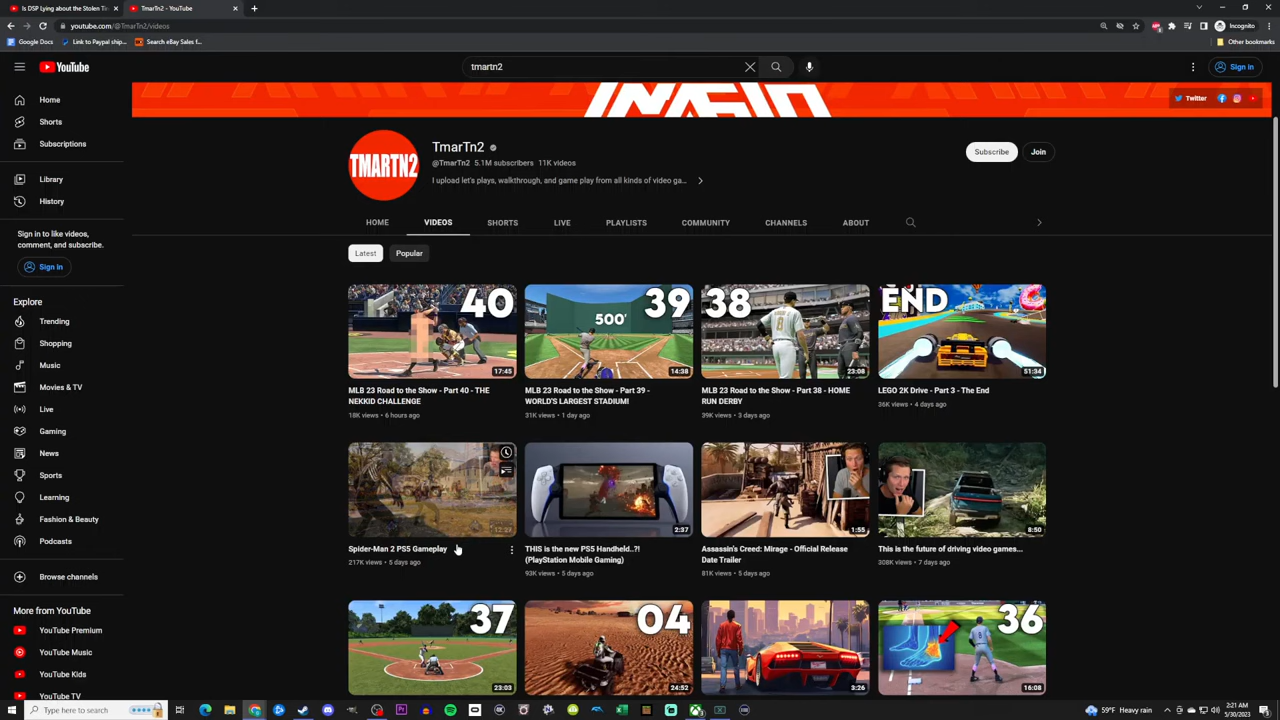 Is DSP Lying about the Stolen Ti
TmarTn2 - YouTube
youtube.com/@TmarTn2/videos
Incognito
Google Docs
Link to Paypal ship...
Search eBay Sales f...
Other bookmarks
YouTube
tmartn2
Sign in
Home
Shorts
Subscriptions
Library
History
Sign in to like videos,
comment, and subscribe.
Sign in
Explore
Trending
Shopping
Music
Movies & TV
Live
Gaming
News
Sports
Learning
Fashion & Beauty
Podcasts
Browse channels
More from YouTube
YouTube Premium
YouTube Music
YouTube Kids
YouTube TV
Twitter
TMARTN2
TmarTn2
@TmarTn2 5.1M subscribers 11K videos
I upload let's plays, walkthrough, and game play from all kinds of video ga...
Subscribe
Join
HOME
VIDEOS
SHORTS
LIVE
PLAYLISTS
COMMUNITY
CHANNELS
ABOUT
Latest
Popular
40
17:45
MLB 23 Road to the Show - Part 40 - THE
NEKKID CHALLENGE
18K views • 6 hours ago
500'
39
14:38
MLB 23 Road to the Show - Part 39 -
WORLD'S LARGEST STADIUM!
31K views • 1 day ago
38
8
23:08
MLB 23 Road to the Show - Part 38 - HOME
RUN DERBY
39K views • 3 days ago
END
51:34
LEGO 2K Drive - Part 3 - The End
36K views • 4 days ago
12:27
Spider-Man 2 PS5 Gameplay
217K views • 5 days ago
2:37
THIS is the new PS5 Handheld..?!
(PlayStation Mobile Gaming)
93K views • 5 days ago
1:55
Assassin's Creed: Mirage - Official Release
Date Trailer
81K views • 5 days ago
8:50
This is the future of driving video games...
308K views • 7 days ago
37
23:03
04
24:52
3:26
36
16:08
Type here to search
59°F Heavy rain
2:21 AM
5/30/2023